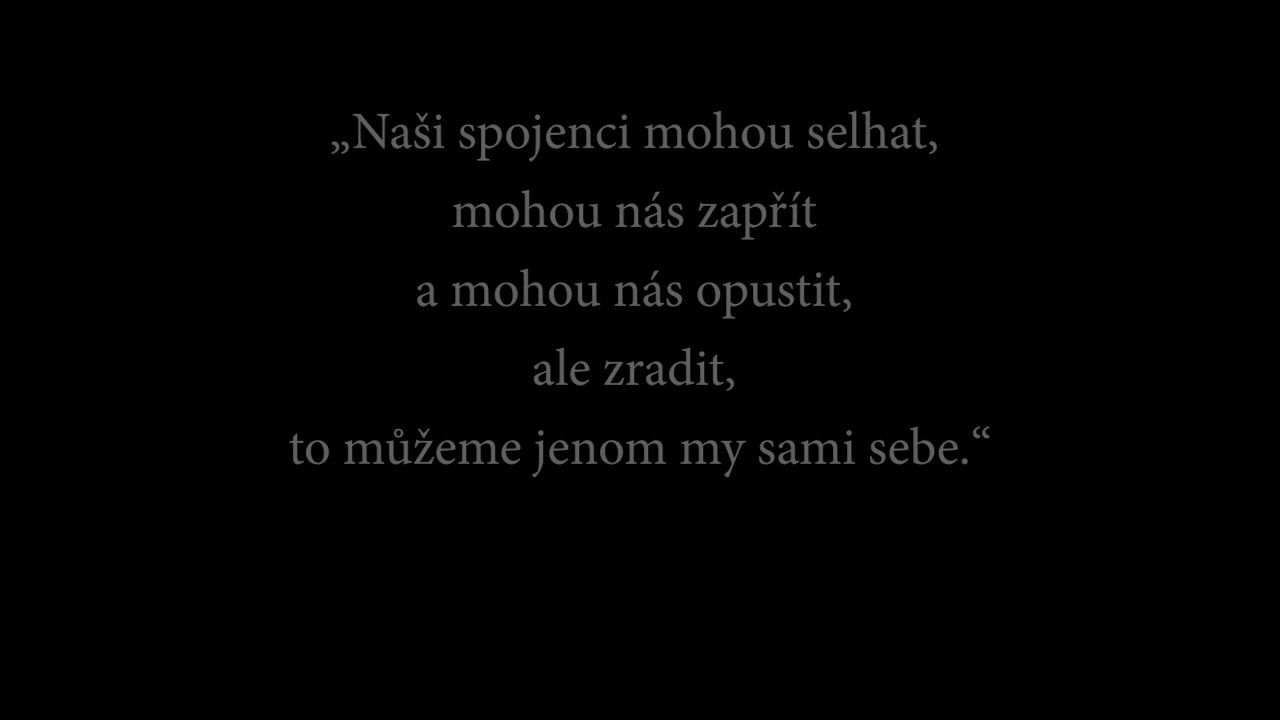 „Naši spojenci mohou selhat,
mohou nás zapřít
a mohou nás opustit,
ale zradit,
to můžeme jenom my sami sebe.“